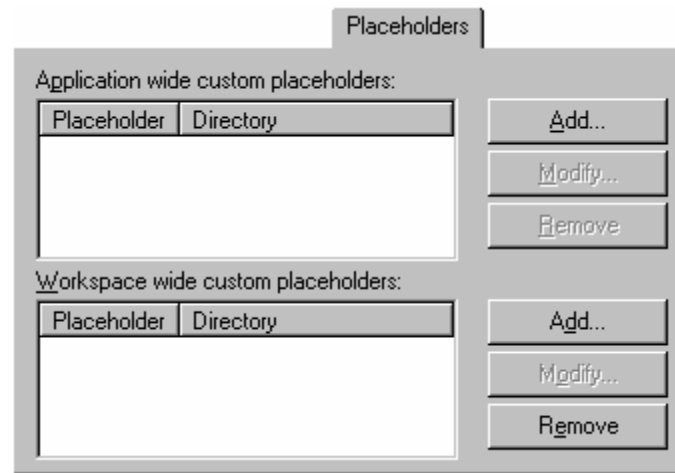 Placeholders
Application wide custom placeholders:
Placeholder Directory
Add...
Modify...
Remove
Workspace wide custom placeholders:
Placeholder Directory
Add...
Modify...
Remove